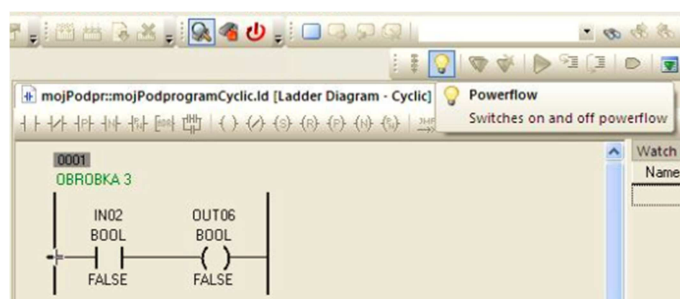 mojPodpr::mojPodprogramCyclic.ld [Ladder Diagram - Cyclic]
Powerflow
Switches on and off powerflow
Watch
Name
0001
OBROBKA 3
IN02 OUT06
BOOL BOOL
FALSE FALSE